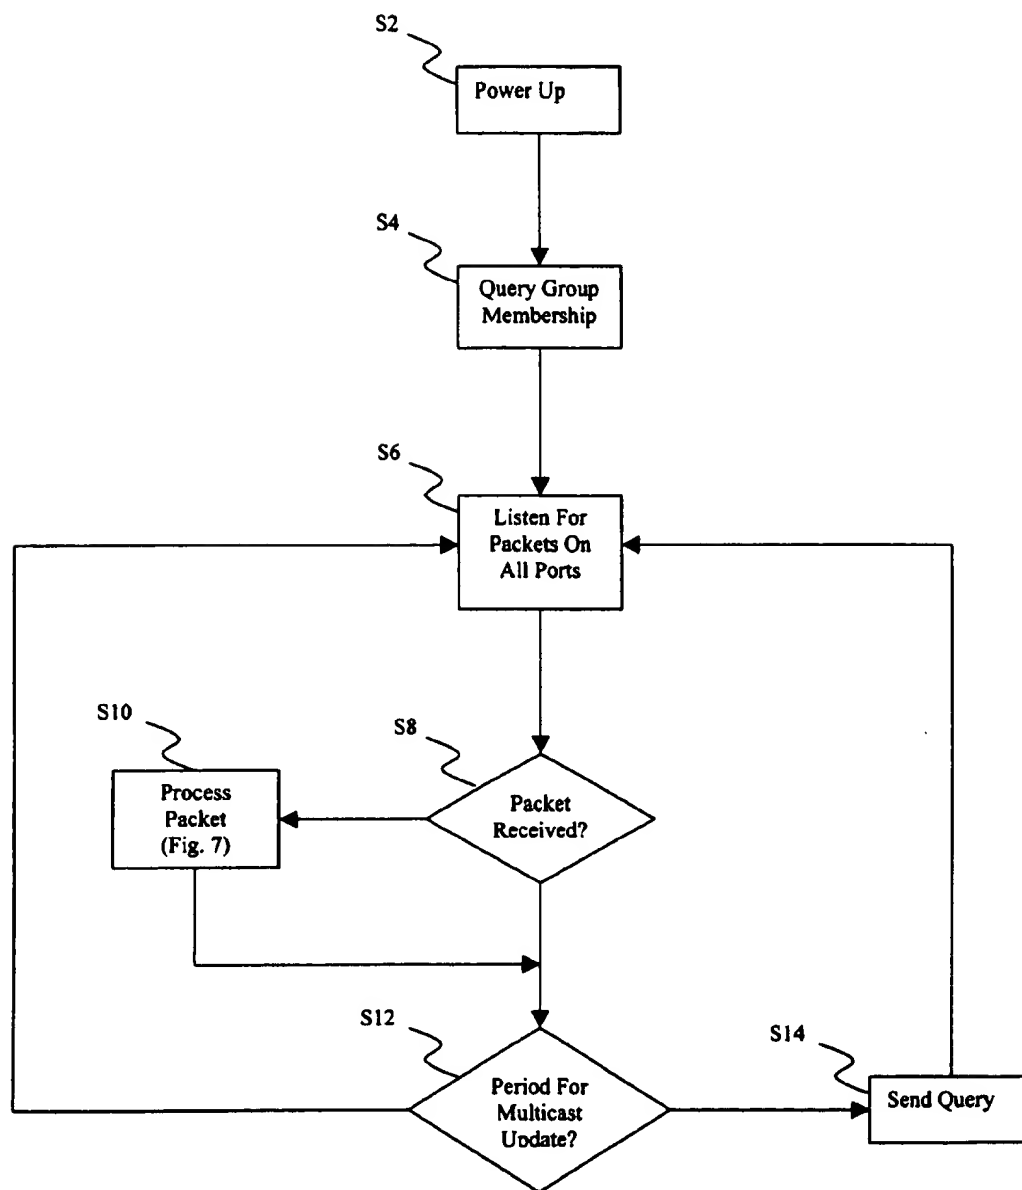 S2
Power Up
S4
Query Group
Membership
S6
Listen For
Packets On
All Ports
S10
Process
Packet
(Fig. 7)
S8
Packet
Received?
S12
Period For
Multicast
Update?
S14
Send Query